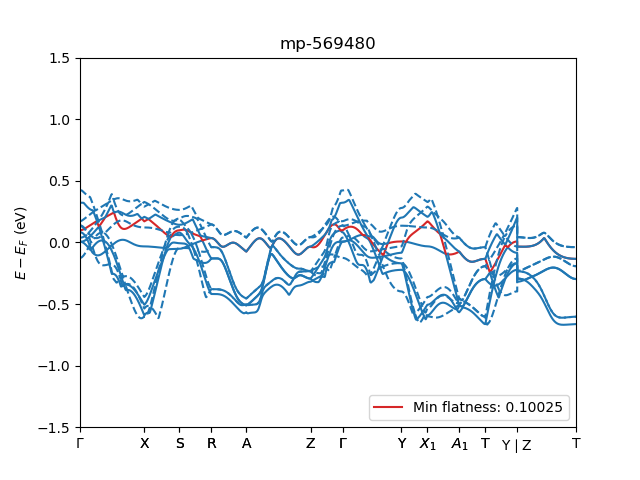 mp-569480
1.5
1.0
0.5
0.0
−0.5
−1.0
−1.5
E − E_F (eV)
Min flatness: 0.10025
Γ X S R A Z Γ Y X₁ A₁ T Y | Z T